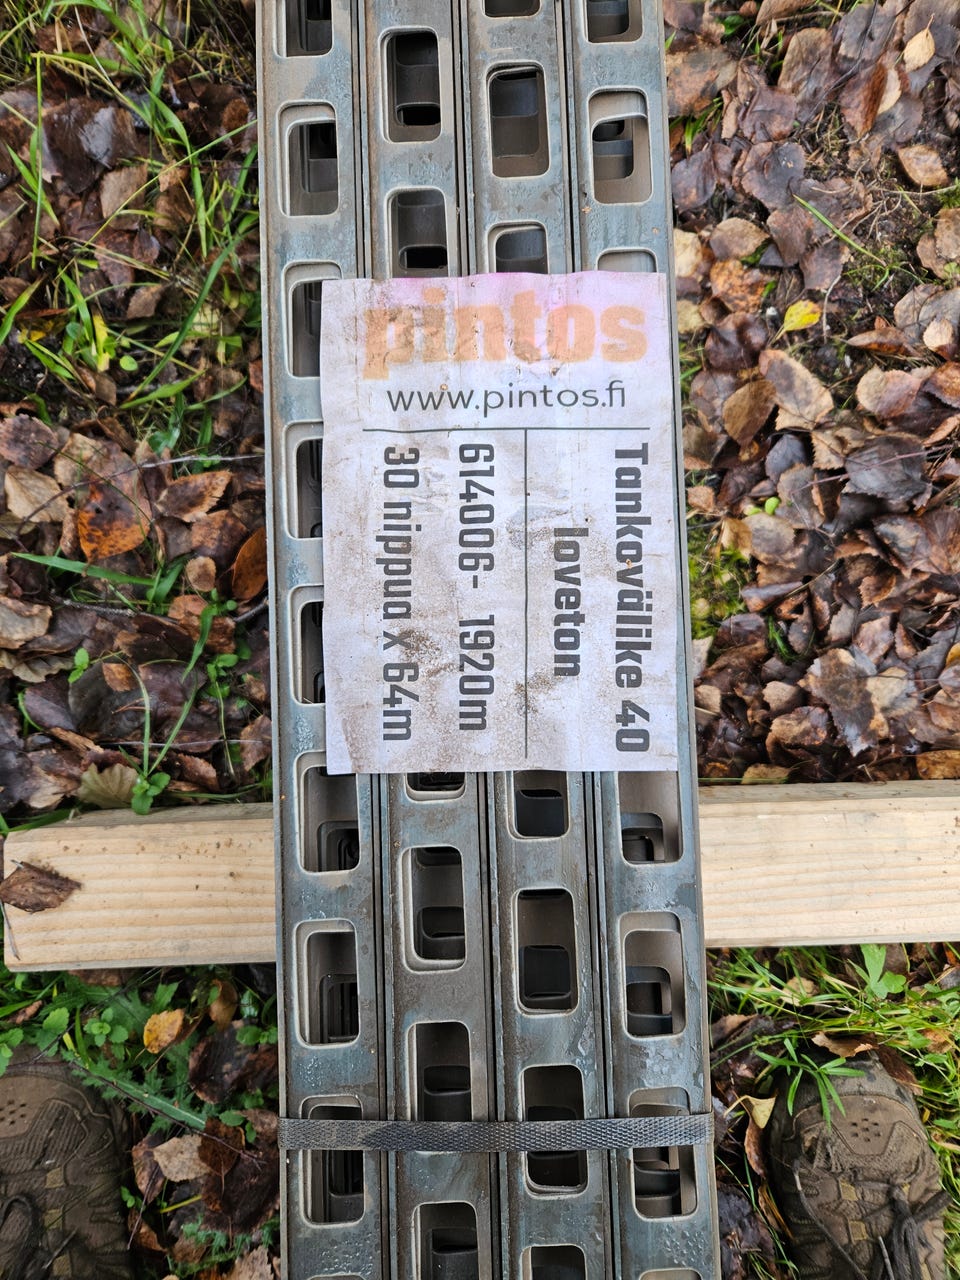 pintos
www.pintos.fi
Tankovälike 40
loveton
614006- 1920m
30 nippua X 64m